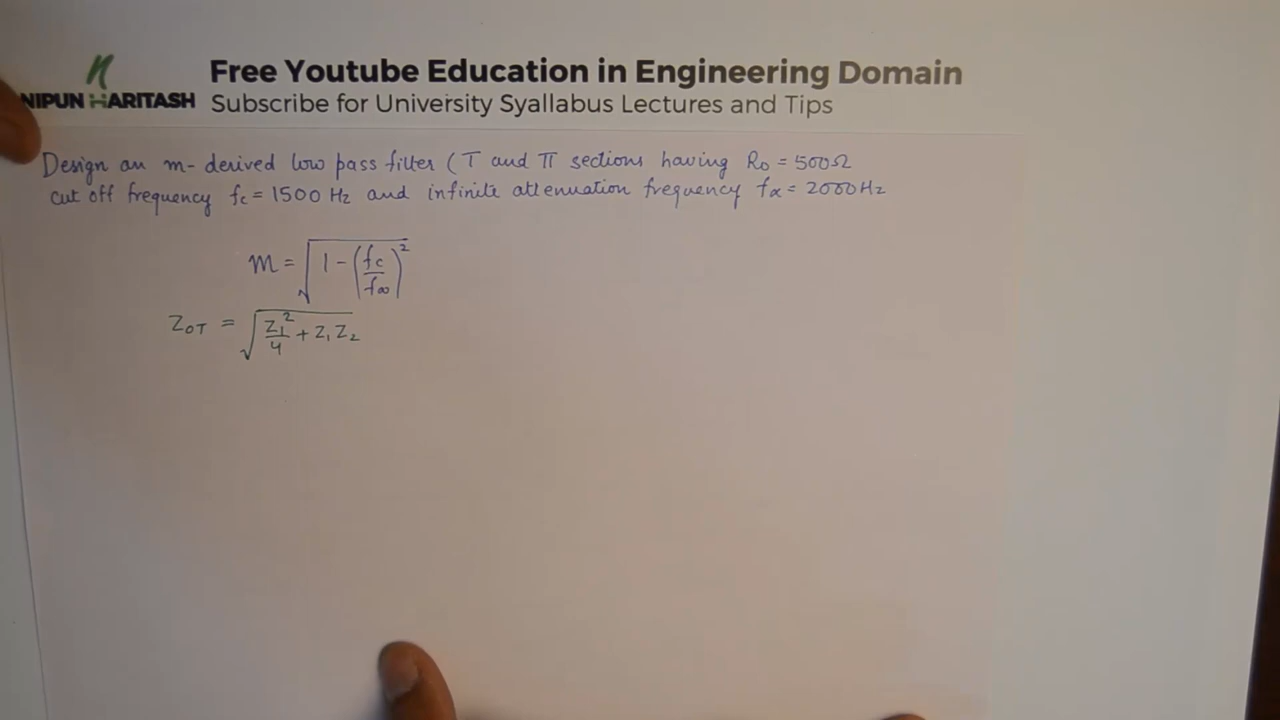 Free Youtube Education in Engineering Domain
NIPUN HARITASH
Subscribe for University Syallabus Lectures and Tips
Design an m- derived low pass filter (T and Π sections having R₀ = 500Ω
cut off frequency fc = 1500 Hz and infinite attenuation frequency fα = 2000Hz
m = √(1 - (fc/f∞)²)
ZOT = √(Z₁²/4 + Z₁Z₂)